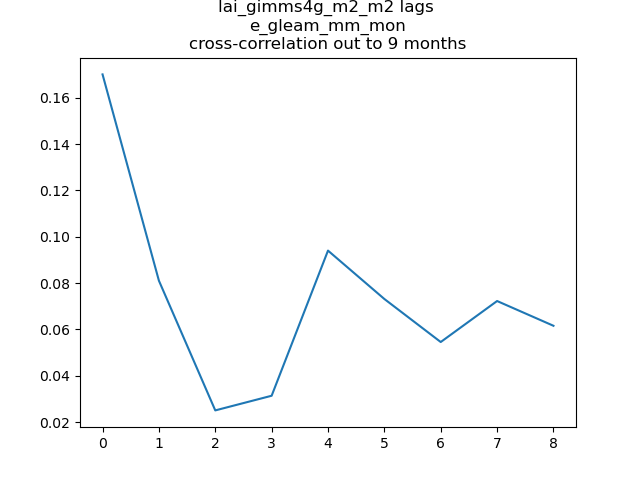 lai_gimms4g_m2_m2 lags
e_gleam_mm_mon
cross-correlation out to 9 months
0.16
0.14
0.12
0.10
0.08
0.06
0.04
0.02
0 1 2 3 4 5 6 7 8